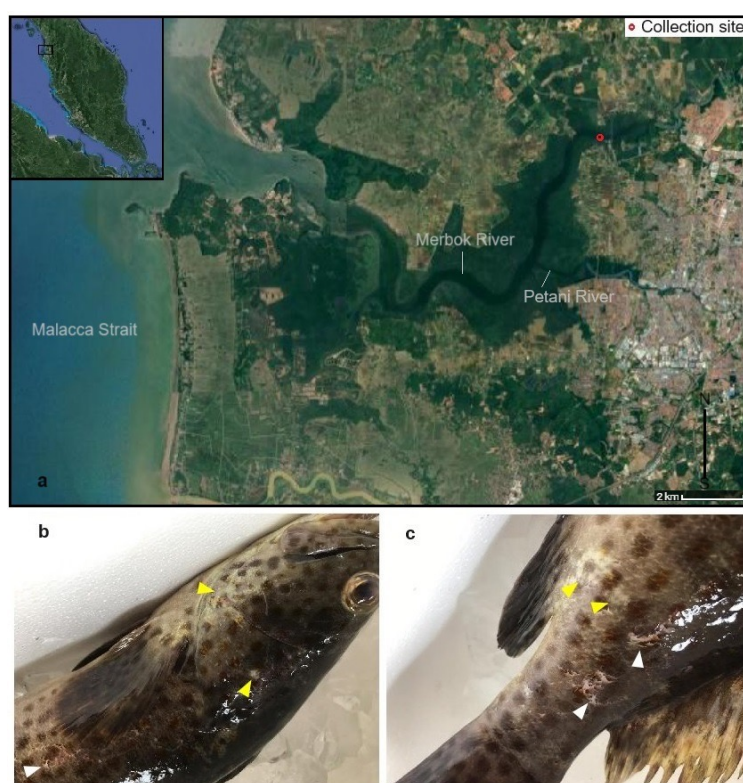 Collection site
Merbok River
Petani River
Malacca Strait
N
S
2 km
a
b
c